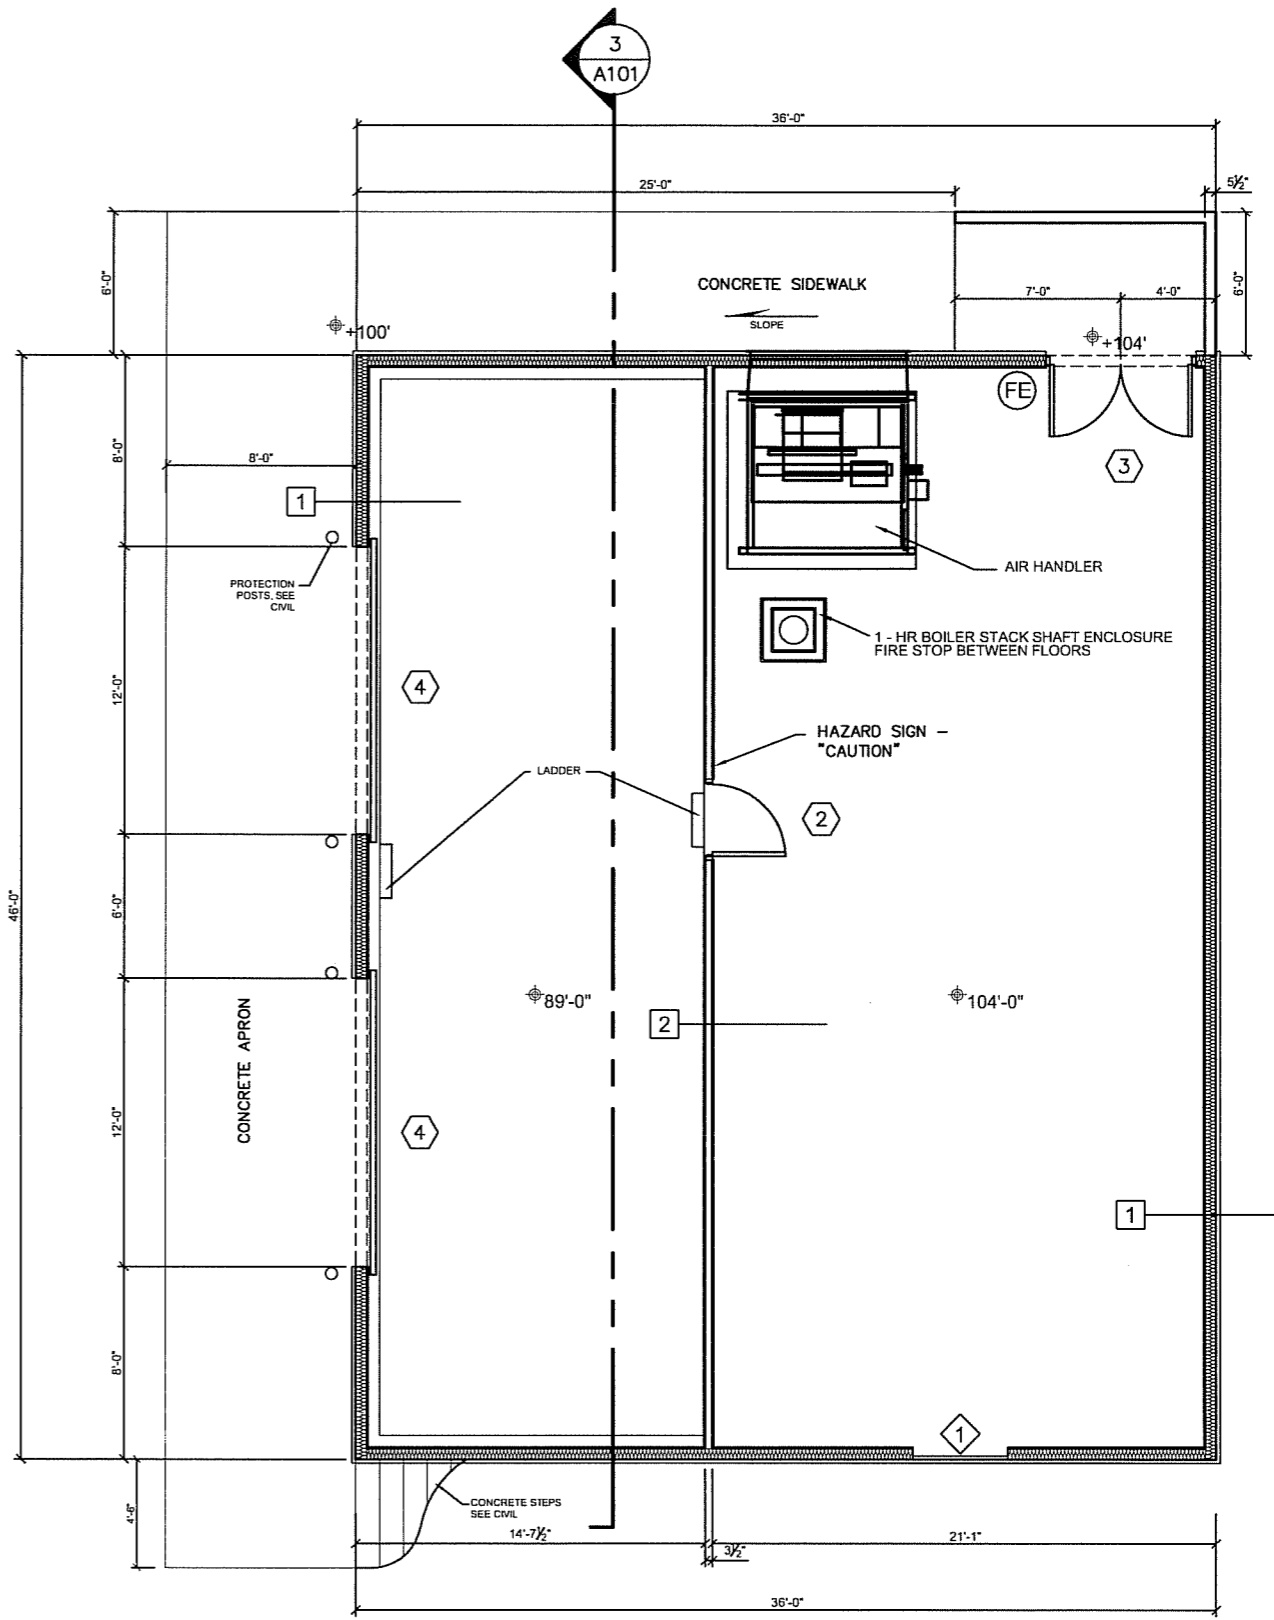 3
A101
36'-0"
25'-0"
5½"
6'-0"
CONCRETE SIDEWALK
SLOPE
7'-0"
4'-0"
6'-0"
+100'
+104'
FE
3
8'-0"
8'-0"
1
PROTECTION
POSTS, SEE
CIVIL
AIR HANDLER
1 - HR BOILER STACK SHAFT ENCLOSURE
FIRE STOP BETWEEN FLOORS
12'-0"
4
HAZARD SIGN -
"CAUTION"
LADDER
2
46'-0"
6'-0"
89'-0"
104'-0"
2
CONCRETE APRON
12'-0"
4
1
8'-0"
1
4'-6"
CONCRETE STEPS
SEE CIVIL
14'-7½"
3½"
21'-1"
36'-0"